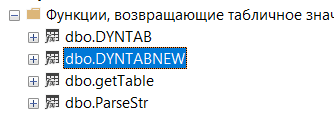 Функции, возвращающие табличное знач
dbo.DYNTAB
dbo.DYNTABNEW
dbo.getTable
dbo.ParseStr